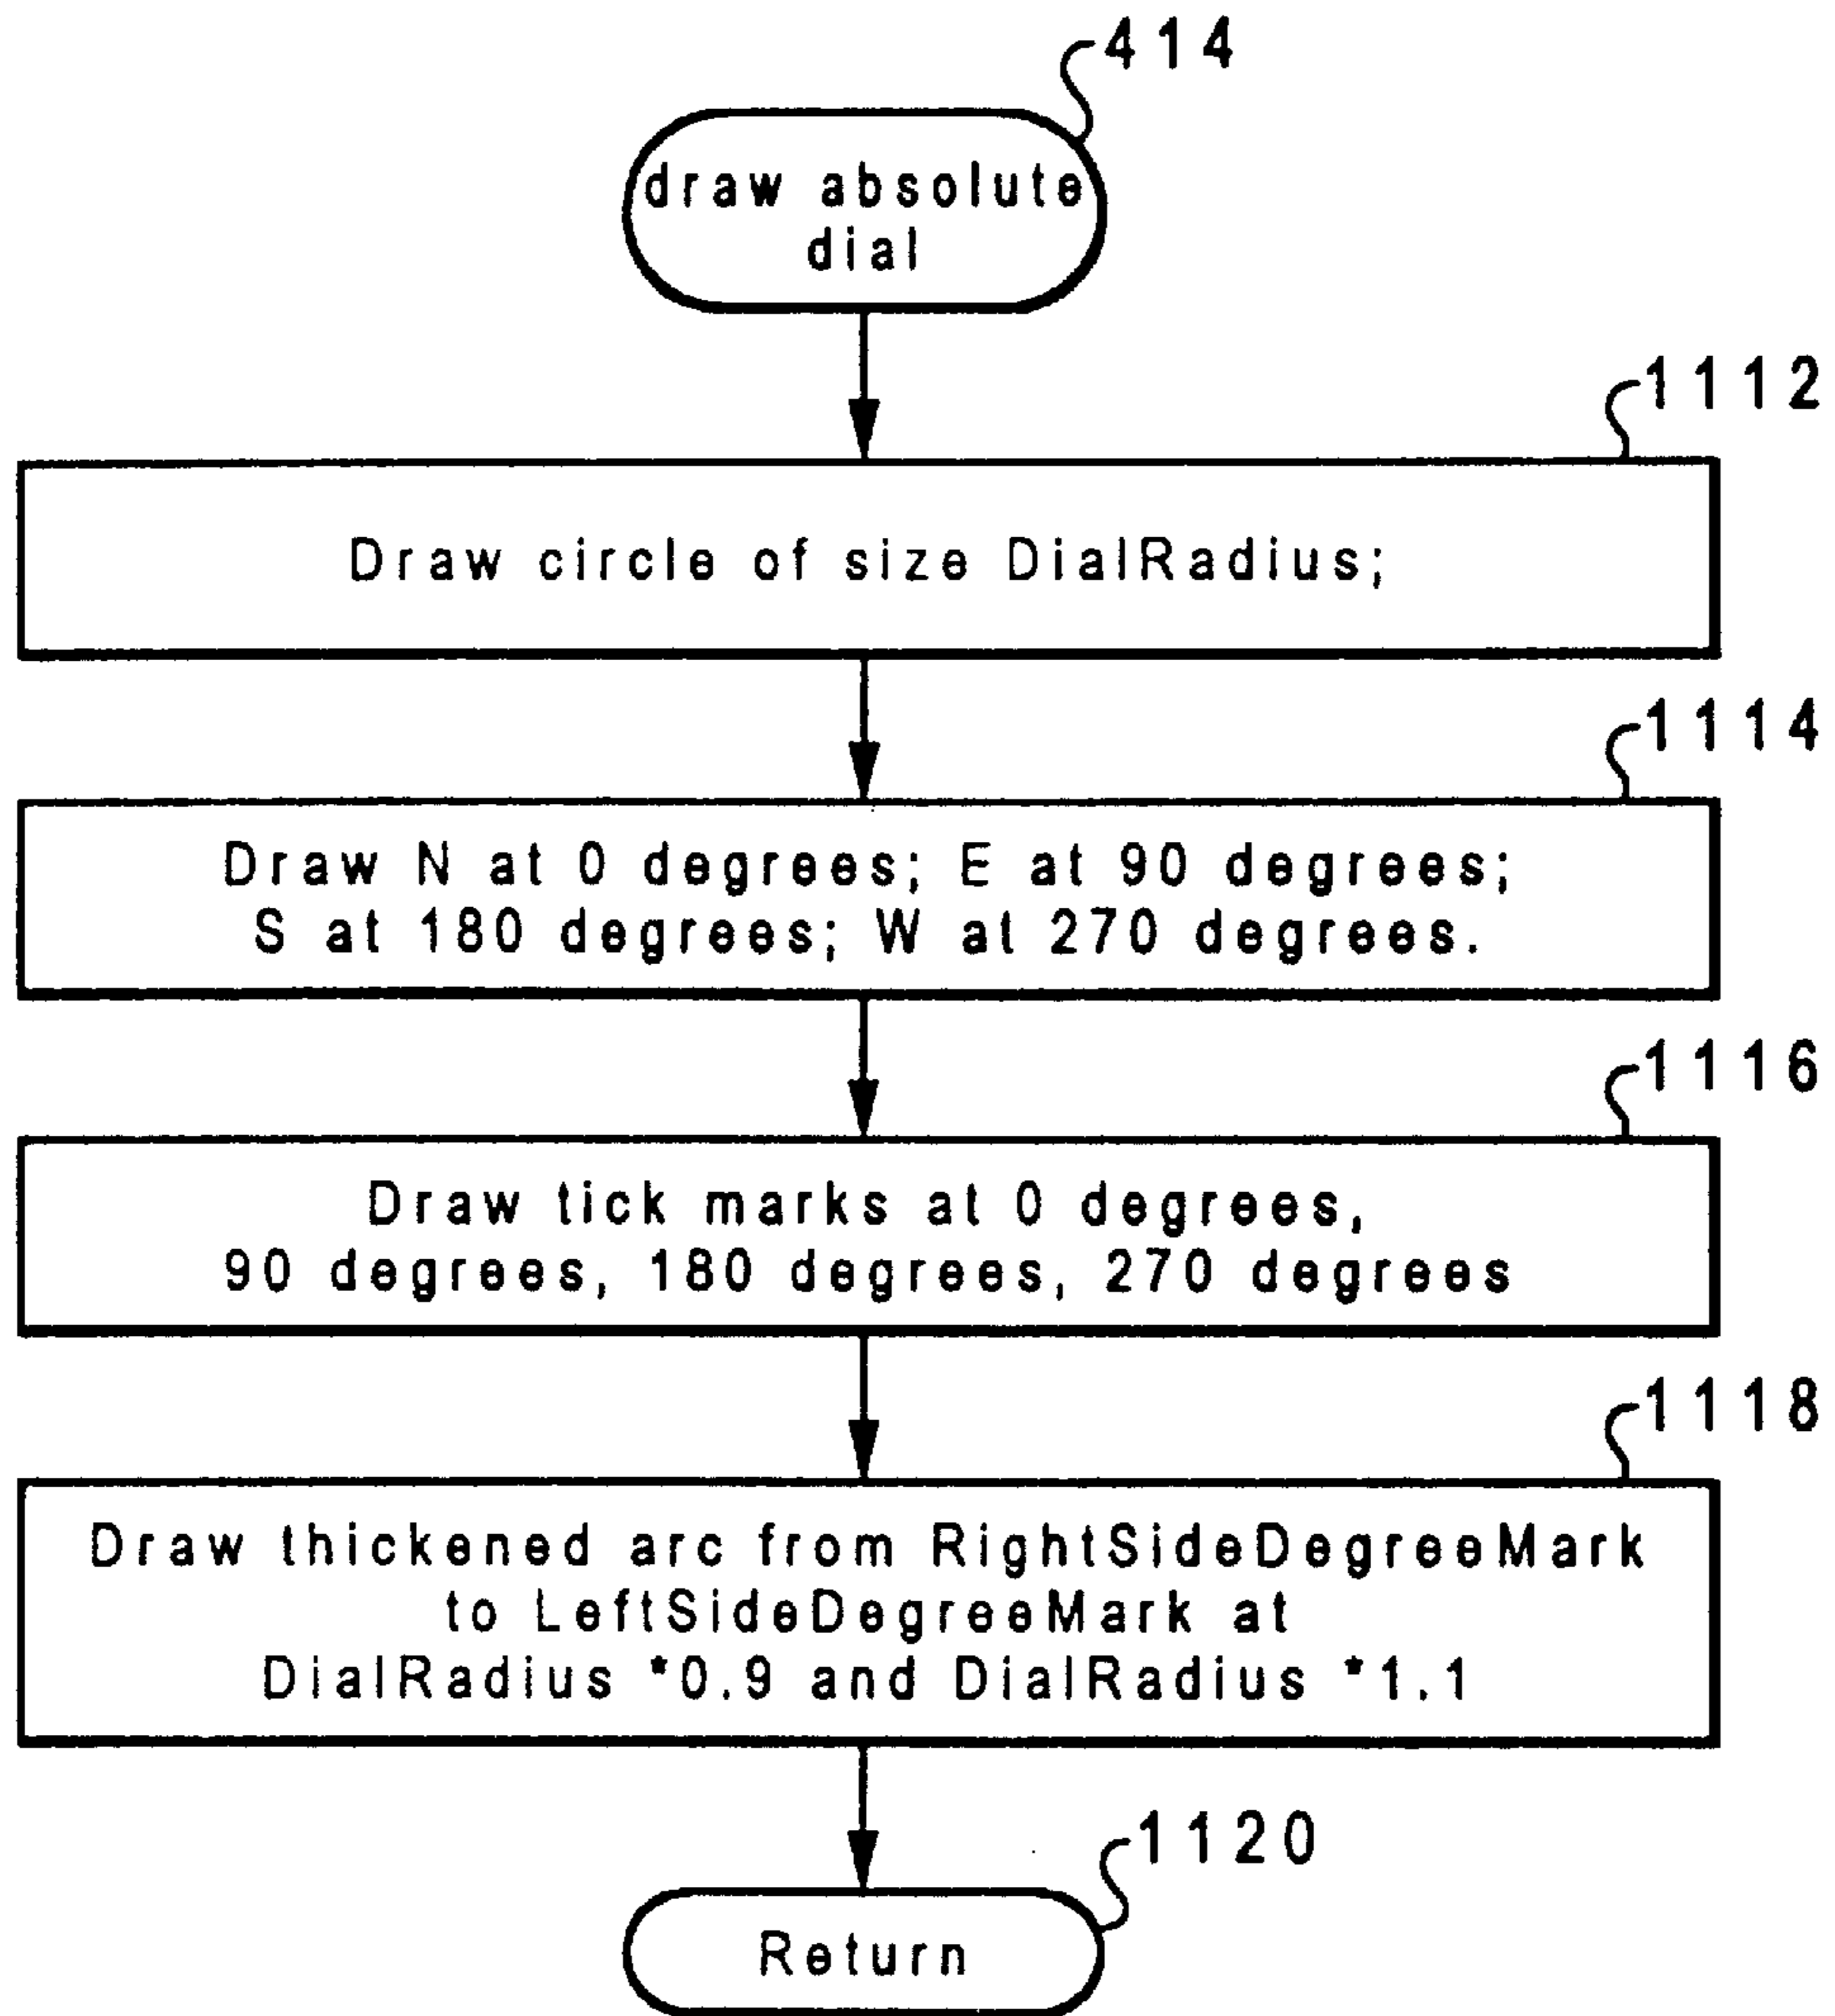 414
draw absolute
dial
1112
Draw circle of size DialRadius;
1114
Draw N at 0 degrees; E at 90 degrees;
S at 180 degrees; W at 270 degrees.
1116
Draw tick marks at 0 degrees,
90 degrees, 180 degrees, 270 degrees
1118
Draw thickened arc from RightSideDegreeMark
to LeftSideDegreeMark at
DialRadius *0.9 and DialRadius *1.1
1120
Return